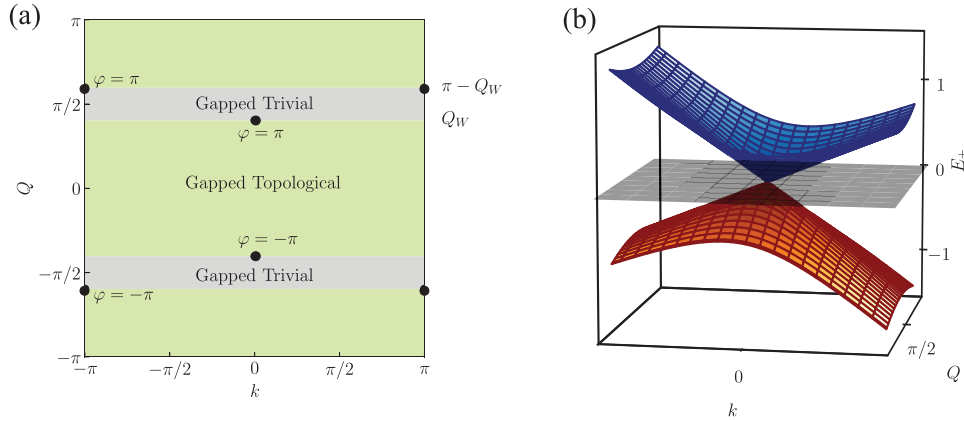 (a)
(b)
π
φ = π
π − Q_W
π/2
Gapped Trivial
Q_W
φ = π
Q
0
Gapped Topological
φ = −π
−π/2
Gapped Trivial
φ = −π
−π
−π
−π/2
0
π/2
π
k
1
0
E_+
−1
π/2
Q
0
k